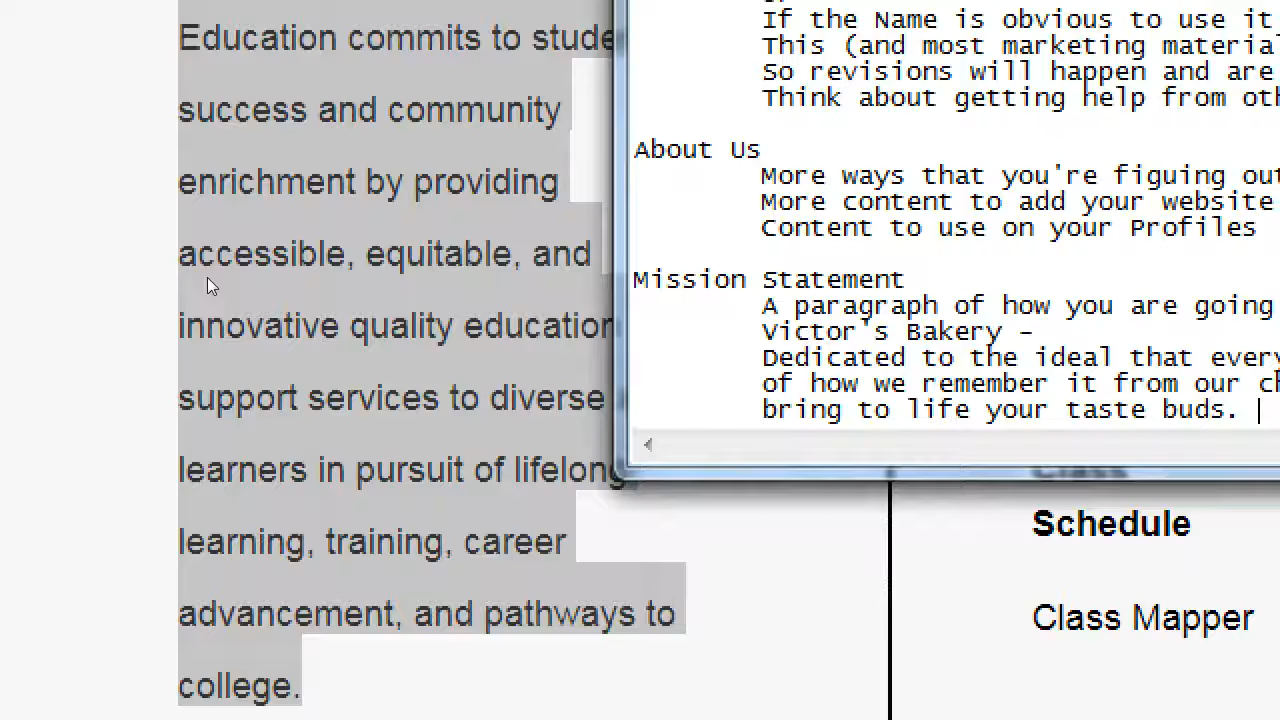 Education commits to stude
success and community
enrichment by providing
accessible, equitable, and
innovative quality education
support services to diverse
learners in pursuit of lifelong
learning, training, career
advancement, and pathways to
college.
If the Name is obvious to use it
This (and most marketing material
So revisions will happen and are
Think about getting help from oth
About Us
More ways that you're figuing out
More content to add your website
Content to use on your Profiles
Mission Statement
A paragraph of how you are going
Victor's Bakery –
Dedicated to the ideal that every
of how we remember it from our ch
bring to life your taste buds.
Class
Schedule
Class Mapper